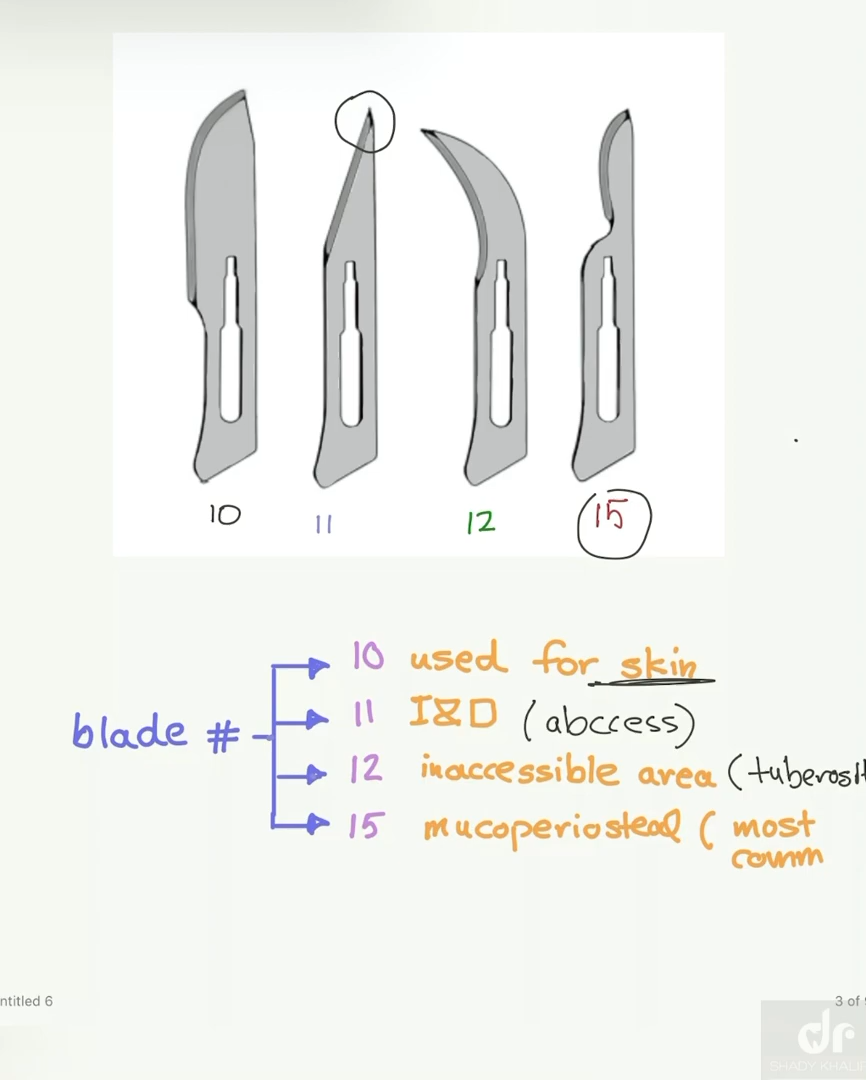 10 11 12 15
10 used for skin
11 I&D (abccess)
blade #
12 inaccessible area (tuberosit
15 mucoperiosteal ( most
comm
ntitled 6
3 of
dr
SHADY KHALIL